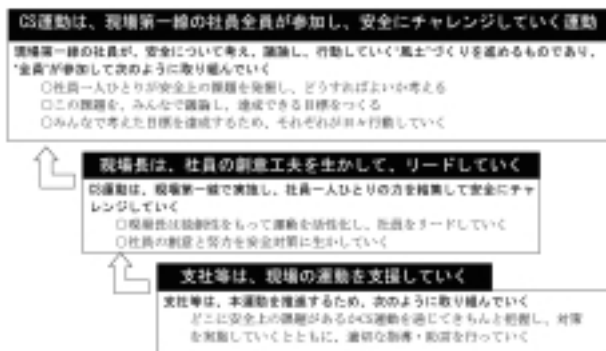 CS運動は、現場第一線の社員全員が参加し、安全にチャレンジしていく運動
現場第一線の社員が、安全について考え、議論し、行動していく"風土"づくりを進めるものであり、
"全員"が参加して次のように取り組んでいく
○社員一人ひとりが安全上の課題を発掘し、どうすればよいか考える
○この課題を、みんなで議論し、達成できる目標をつくる
○みんなで考えた目標を達成するため、それぞれが日々行動していく
現場長は、社員の創意工夫を生かして、リードしていく
CS運動は、現場第一線で実施し、社員一人ひとりの力を結集して安全にチャ
レンジしていく
○現場長は積極性をもって運動を活性化し、社員をリードしていく
○社員の創意と努力を安全対策に生かしていく
支社等は、現場の運動を支援していく
支社等は、本運動を推進するため、次のように取り組んでいく
どこに安全上の課題があるかCS運動を通じてきちんと把握し、対策
を実施していくとともに、適切な指導・助言を行っていく